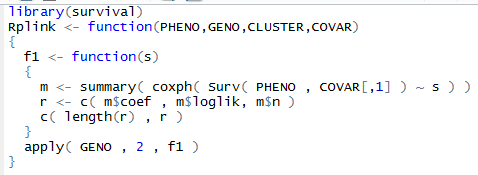 library(survival)
Rplink <- function(PHENO,GENO,CLUSTER,COVAR)
{
  f1 <- function(s)
  {
    m <- summary( coxph( Surv( PHENO , COVAR[,1] ) ~ s ) )
    r <- c( m$coef , m$loglik, m$n )
    c( length(r) , r )
  }
  apply( GENO , 2 , f1 )
}